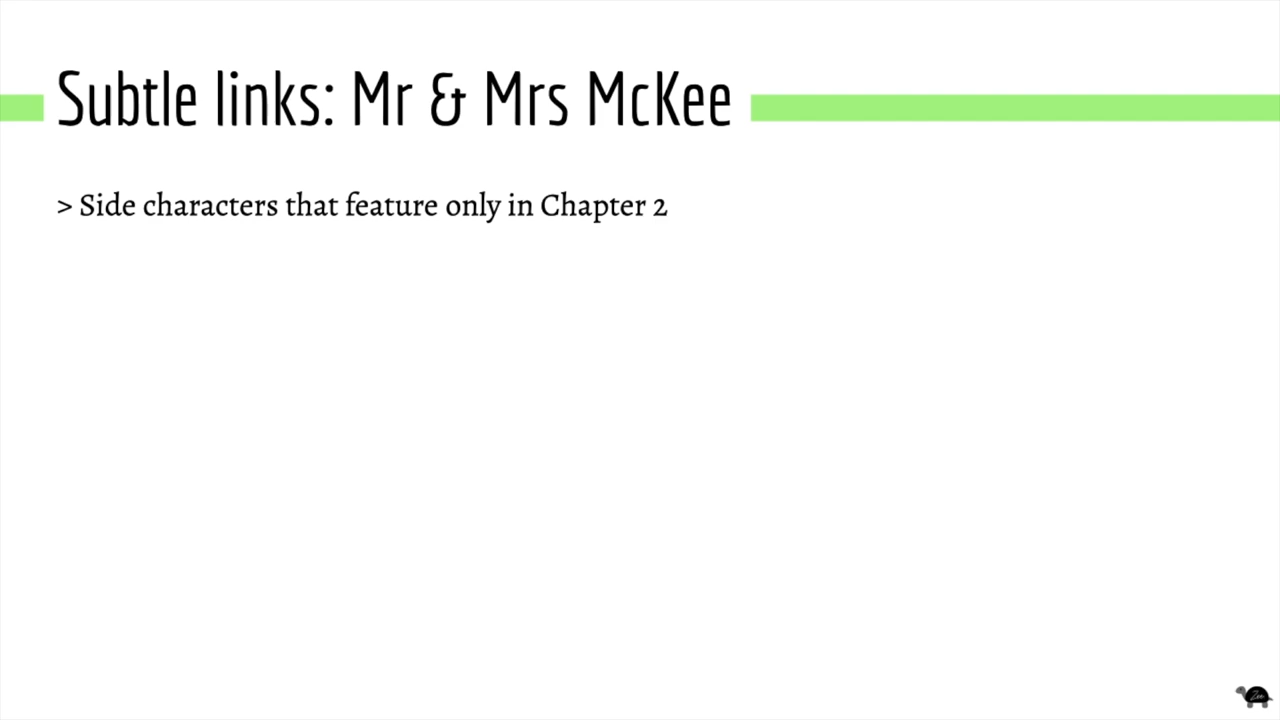 Subtle links: Mr & Mrs McKee
> Side characters that feature only in Chapter 2